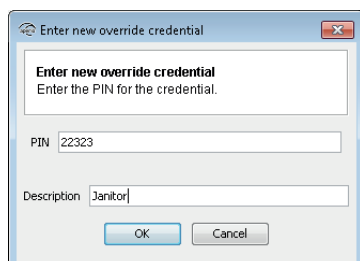 Enter new override credential
Enter new override credential
Enter the PIN for the credential.
PIN 22323
Description Janitor
OK Cancel